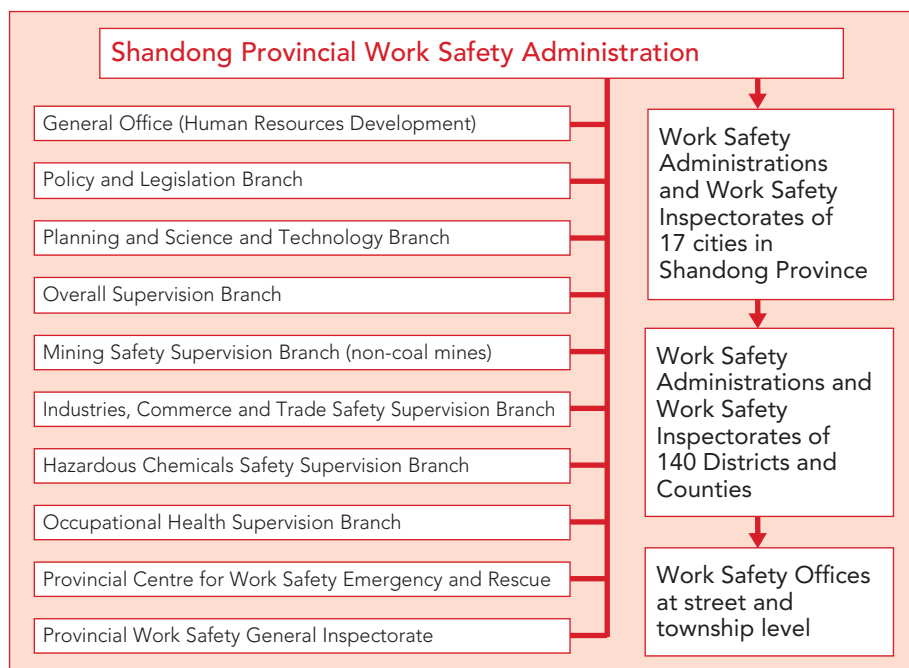 Shandong Provincial Work Safety Administration
General Office (Human Resources Development)
Policy and Legislation Branch
Planning and Science and Technology Branch
Overall Supervision Branch
Mining Safety Supervision Branch (non-coal mines)
Industries, Commerce and Trade Safety Supervision Branch
Hazardous Chemicals Safety Supervision Branch
Occupational Health Supervision Branch
Provincial Centre for Work Safety Emergency and Rescue
Provincial Work Safety General Inspectorate
Work Safety
Administrations
and Work Safety
Inspectorates of
17 cities in
Shandong Province
Work Safety
Administrations and
Work Safety
Inspectorates of
140 Districts and
Counties
Work Safety Offices
at street and
township level